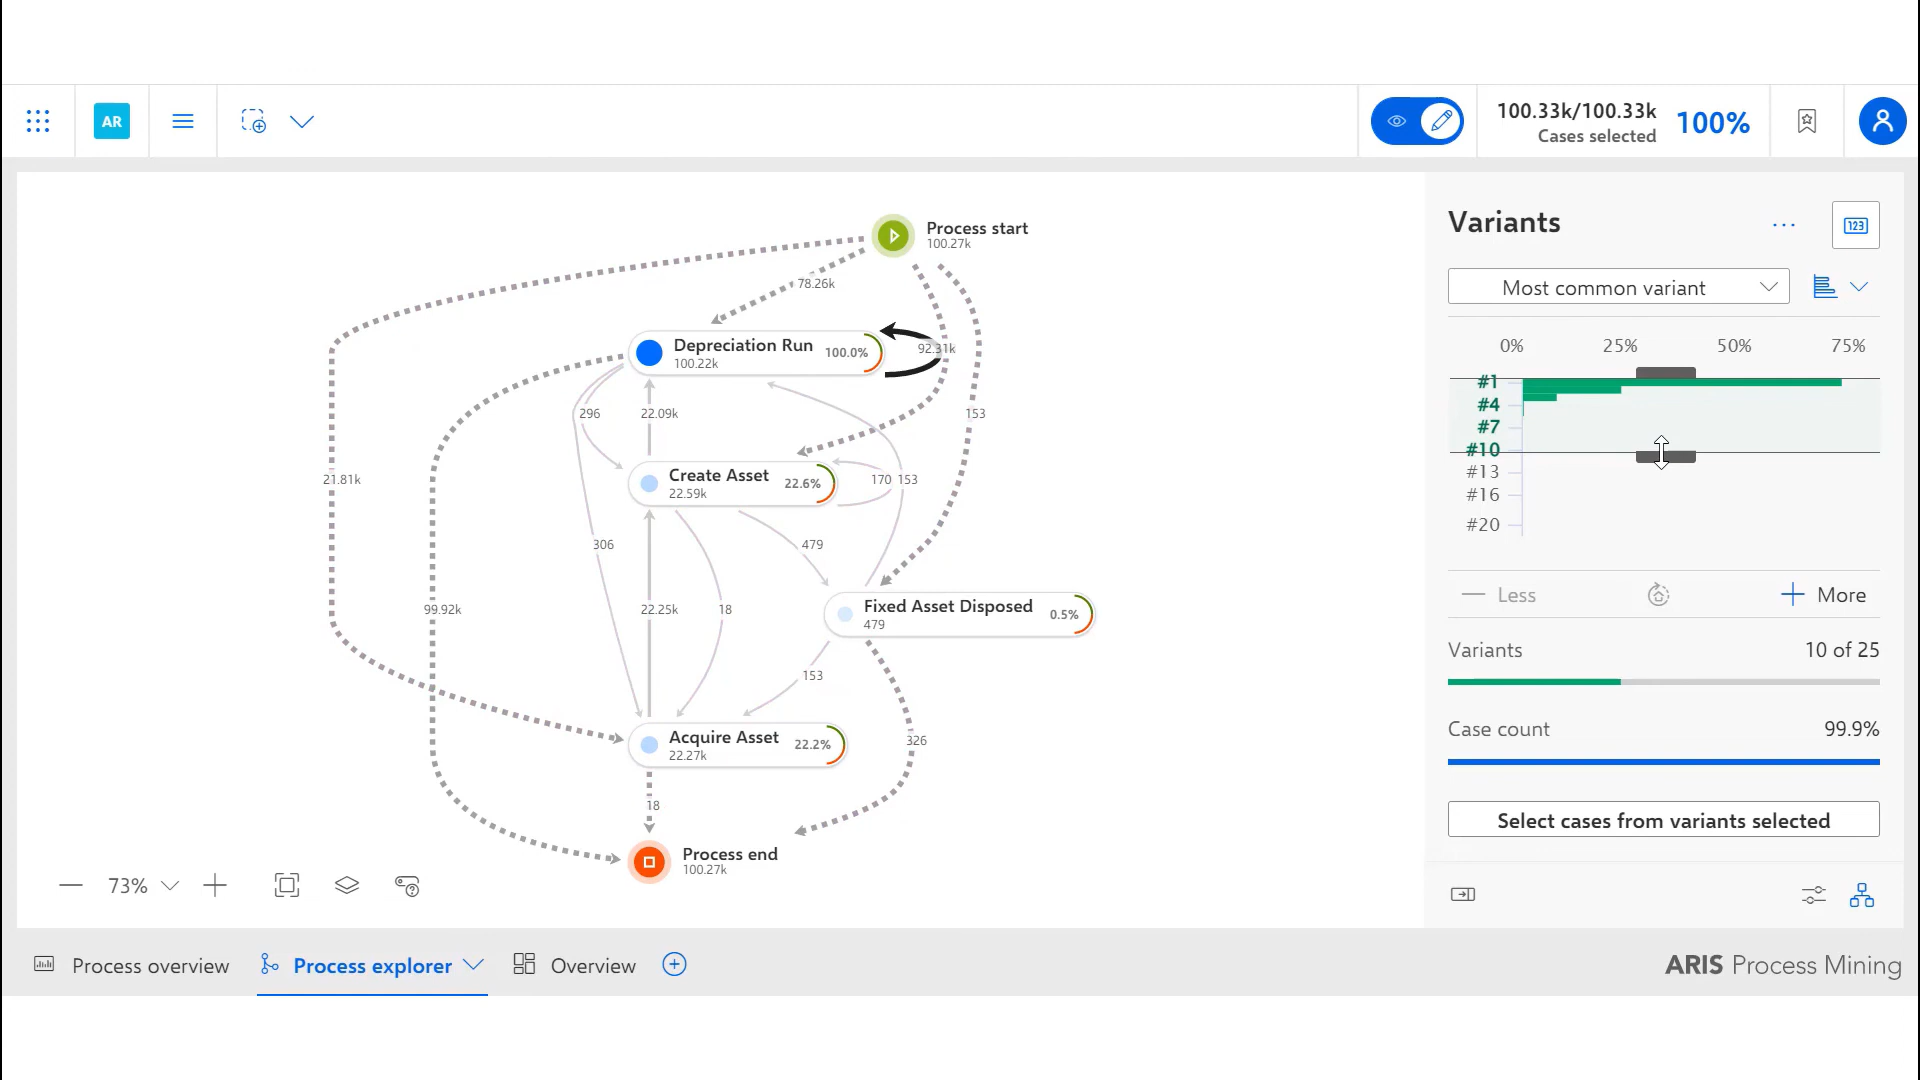 AR
100.33k/100.33k
Cases selected
100%
Process start
100.27k
78.26k
Depreciation Run
100.22k
100.0%
92.31k
296
22.09k
153
21.81k
Create Asset
22.59k
22.6%
170
153
306
479
99.92k
22.25k
18
Fixed Asset Disposed
479
0.5%
153
Acquire Asset
22.27k
22.2%
326
18
Process end
100.27k
73%
Variants
123
Most common variant
0% 25% 50% 75%
#1
#4
#7
#10
#13
#16
#20
Less
More
Variants 10 of 25
Case count 99.9%
Select cases from variants selected
Process overview
Process explorer
Overview
ARIS Process Mining